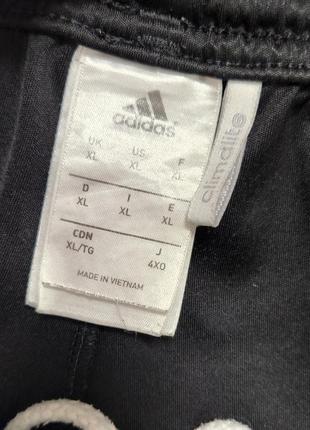 adidas
UK US F
XL XL XL
D I E
XL XL XL
CDN J
XL/TG 4XO
MADE IN VIETNAM
climalite